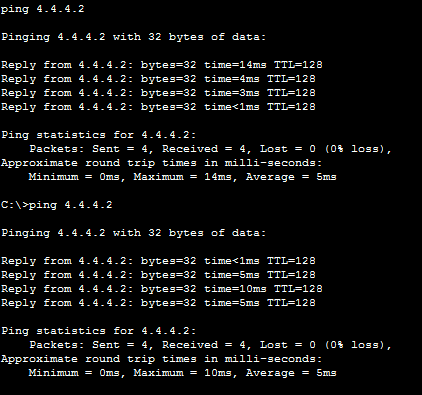 ping 4.4.4.2
Pinging 4.4.4.2 with 32 bytes of data:
Reply from 4.4.4.2: bytes=32 time=14ms TTL=128
Reply from 4.4.4.2: bytes=32 time=4ms TTL=128
Reply from 4.4.4.2: bytes=32 time=3ms TTL=128
Reply from 4.4.4.2: bytes=32 time<1ms TTL=128
Ping statistics for 4.4.4.2:
Packets: Sent = 4, Received = 4, Lost = 0 (0% loss),
Approximate round trip times in milli-seconds:
Minimum = 0ms, Maximum = 14ms, Average = 5ms
C:\>ping 4.4.4.2
Pinging 4.4.4.2 with 32 bytes of data:
Reply from 4.4.4.2: bytes=32 time<1ms TTL=128
Reply from 4.4.4.2: bytes=32 time=5ms TTL=128
Reply from 4.4.4.2: bytes=32 time=10ms TTL=128
Reply from 4.4.4.2: bytes=32 time=5ms TTL=128
Ping statistics for 4.4.4.2:
Packets: Sent = 4, Received = 4, Lost = 0 (0% loss),
Approximate round trip times in milli-seconds:
Minimum = 0ms, Maximum = 10ms, Average = 5ms